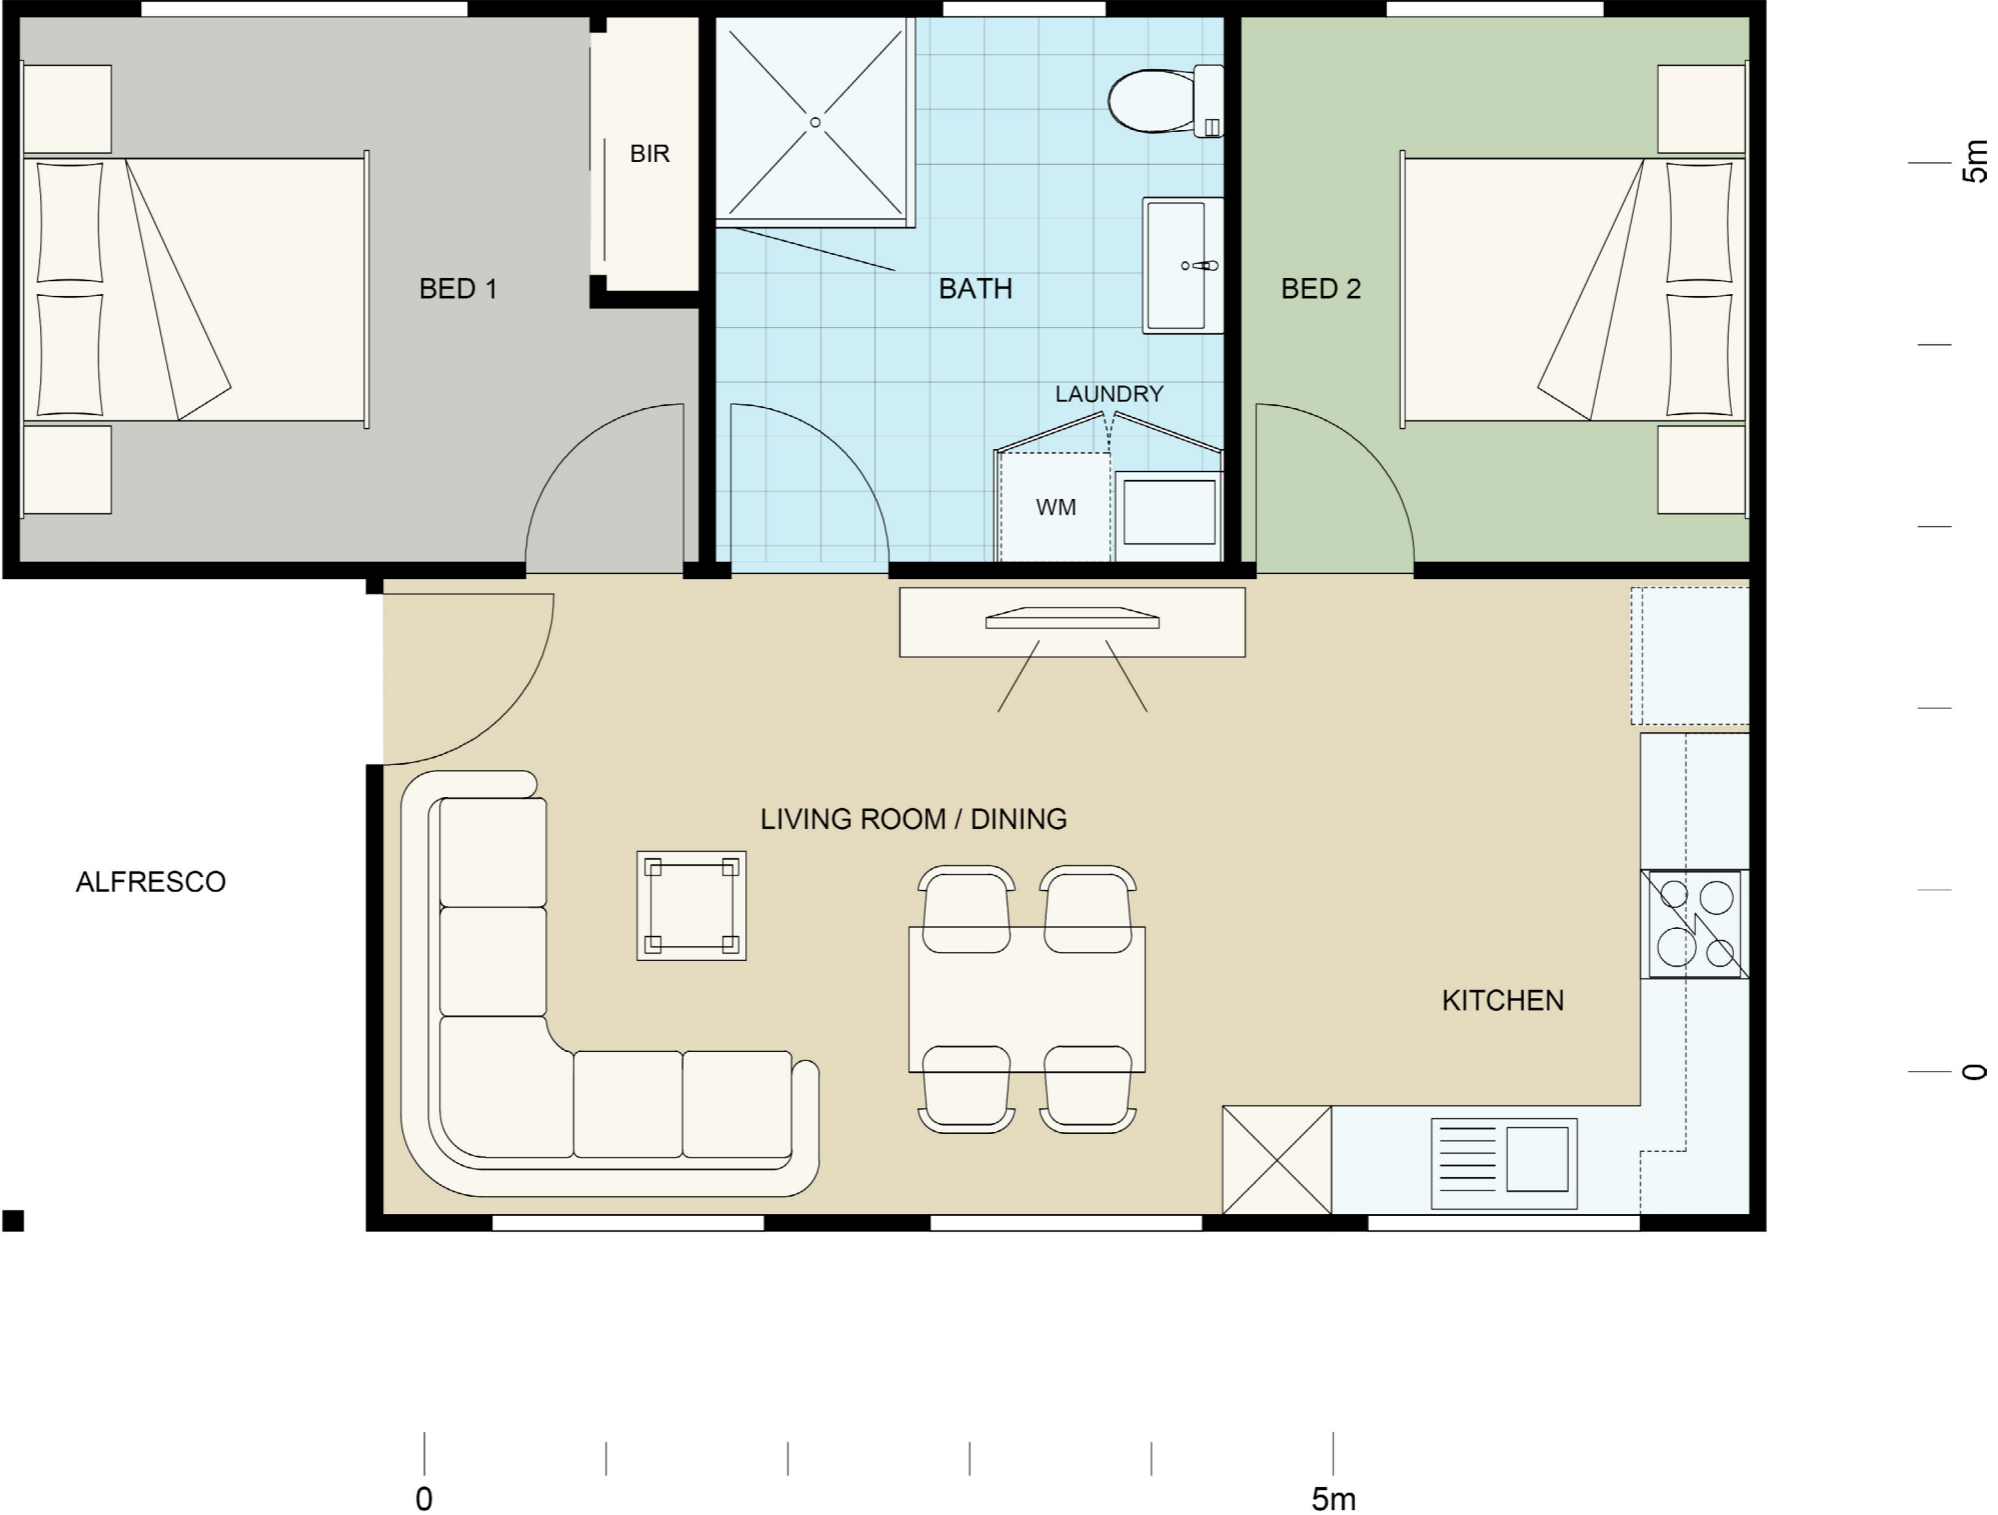 5m
BIR
BED 1
BATH
BED 2
LAUNDRY
WM
LIVING ROOM / DINING
ALFRESCO
KITCHEN
0
0
5m